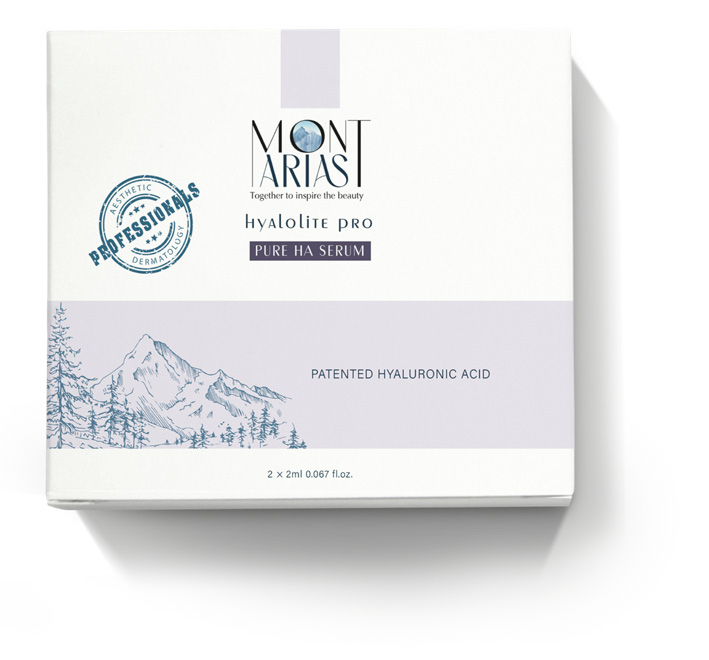 MONT
ARIAS
Together to inspire the beauty
Hyalolite pro
PURE HA SERUM
AESTHETIC
PROFESSIONALS
DERMATOLOGY
PATENTED HYALURONIC ACID
2 x 2ml 0.067 fl.oz.